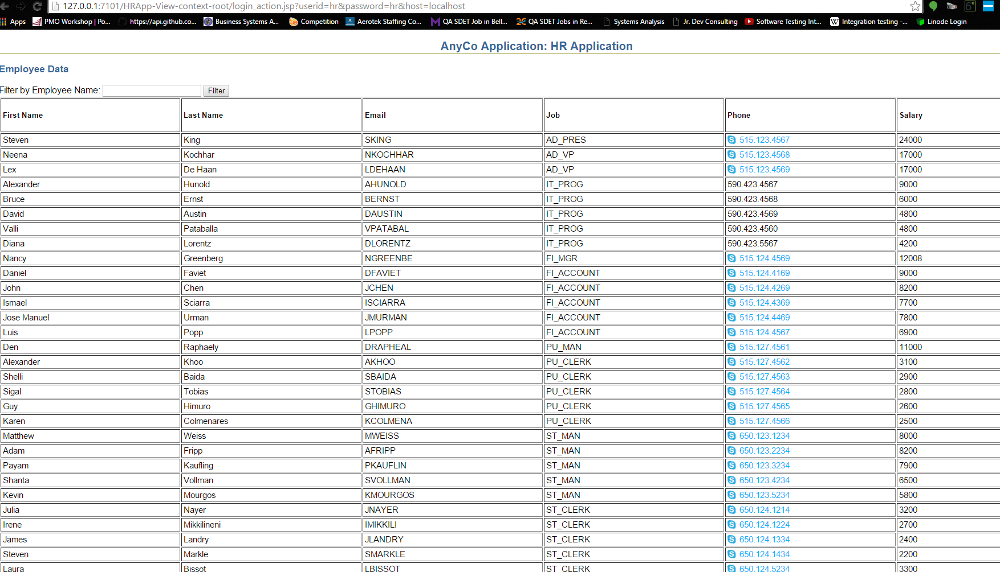 127.0.0.1:7101/HRApp-View-context-root/login_action.jsp?userid=hr&password=hr&host=localhost 6°
Apps PMO Workshop | Po... https://api.github.co... Business Systems A... Competition Aerotek Staffing Co... QA SDET Job in Bell... QA SDET Jobs in Re... Systems Analysis Jr. Dev Consulting Software Testing Int... Integration testing -... Linode Login
AnyCo Application: HR Application
Employee Data
Filter by Employee Name: Filter
First Name Last Name Email Job Phone Salary
Steven King SKING AD_PRES 515.123.4567 24000
Neena Kochhar NKOCHHAR AD_VP 515.123.4568 17000
Lex De Haan LDEHAAN AD_VP 515.123.4569 17000
Alexander Hunold AHUNOLD IT_PROG 590.423.4567 9000
Bruce Ernst BERNST IT_PROG 590.423.4568 6000
David Austin DAUSTIN IT_PROG 590.423.4569 4800
Valli Pataballa VPATABAL IT_PROG 590.423.4560 4800
Diana Lorentz DLORENTZ IT_PROG 590.423.5567 4200
Nancy Greenberg NGREENBE FI_MGR 515.124.4569 12008
Daniel Faviet DFAVIET FI_ACCOUNT 515.124.4169 9000
John Chen JCHEN FI_ACCOUNT 515.124.4269 8200
Ismael Sciarra ISCIARRA FI_ACCOUNT 515.124.4369 7700
Jose Manuel Urman JMURMAN FI_ACCOUNT 515.124.4469 7800
Luis Popp LPOPP FI_ACCOUNT 515.124.4567 6900
Den Raphaely DRAPHEAL PU_MAN 515.127.4561 11000
Alexander Khoo AKHOO PU_CLERK 515.127.4562 3100
Shelli Baida SBAIDA PU_CLERK 515.127.4563 2900
Sigal Tobias STOBIAS PU_CLERK 515.127.4564 2800
Guy Himuro GHIMURO PU_CLERK 515.127.4565 2600
Karen Colmenares KCOLMENA PU_CLERK 515.127.4566 2500
Matthew Weiss MWEISS ST_MAN 650.123.1234 8000
Adam Fripp AFRIPP ST_MAN 650.123.2234 8200
Payam Kaufling PKAUFLIN ST_MAN 650.123.3234 7900
Shanta Vollman SVOLLMAN ST_MAN 650.123.4234 6500
Kevin Mourgos KMOURGOS ST_MAN 650.123.5234 5800
Julia Nayer JNAYER ST_CLERK 650.124.1214 3200
Irene Mikkilineni IMIKKILI ST_CLERK 650.124.1224 2700
James Landry JLANDRY ST_CLERK 650.124.1334 2400
Steven Markle SMARKLE ST_CLERK 650.124.1434 2200
Laura Bissot LBISSOT ST_CLERK 650.124.5234 3300